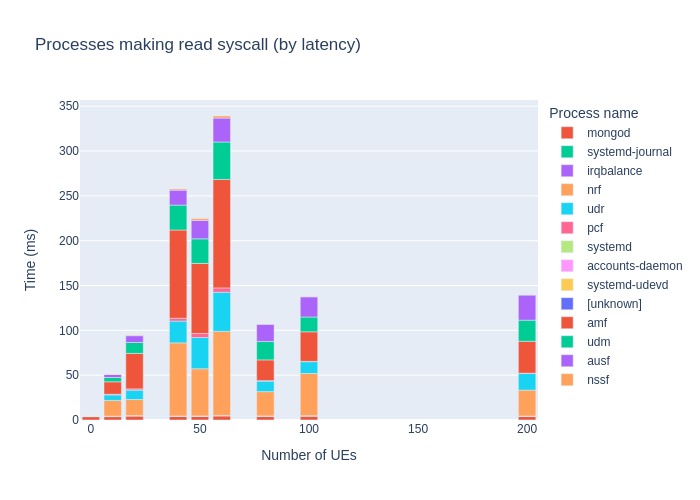 Processes making read syscall (by latency)
Process name
mongod
systemd-journal
irqbalance
nrf
udr
pcf
systemd
accounts-daemon
systemd-udevd
[unknown]
amf
udm
ausf
nssf
Time (ms)
350
300
250
200
150
100
50
0
0 50 100 150 200
Number of UEs